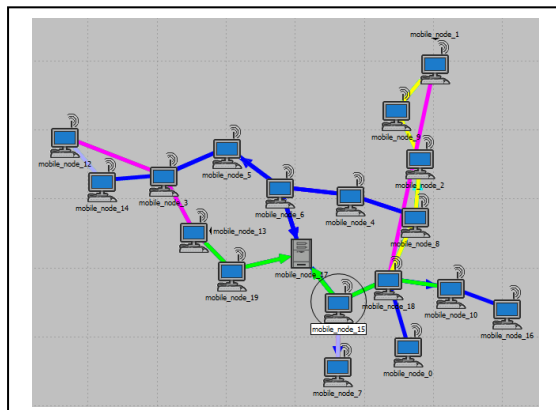 mobile_node_1
mobile_node_9
mobile_node_12
mobile_node_5
mobile_node_2
mobile_node_14
mobile_node_3
mobile_node_6
mobile_node_4
mobile_node_13
mobile_node_8
mobile_node_17
mobile_node_19
mobile_node_18
mobile_node_10
mobile_node_15
mobile_node_16
mobile_node_0
mobile_node_7